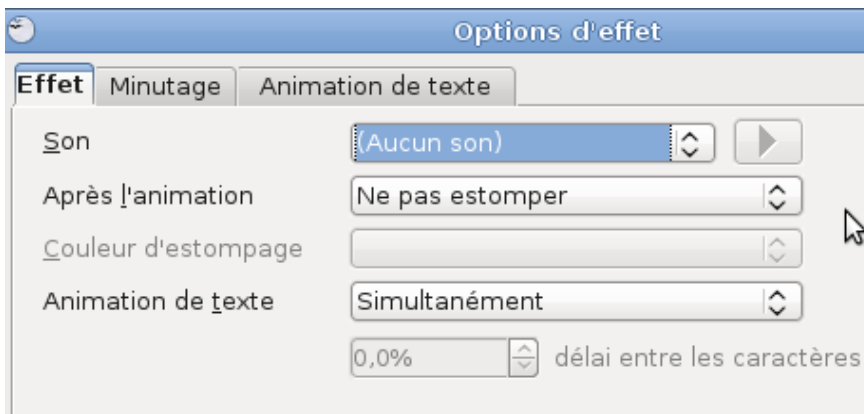 Options d'effet
Effet Minutage Animation de texte
Son (Aucun son)
Après l'animation Ne pas estomper
Couleur d'estompage
Animation de texte Simultanément
0,0% délai entre les caractères